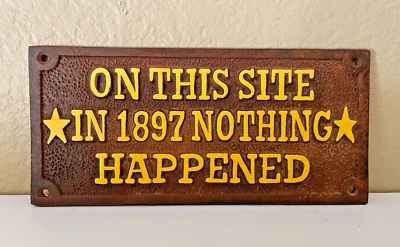 ON THIS SITE
★IN 1897 NOTHING★
HAPPENED